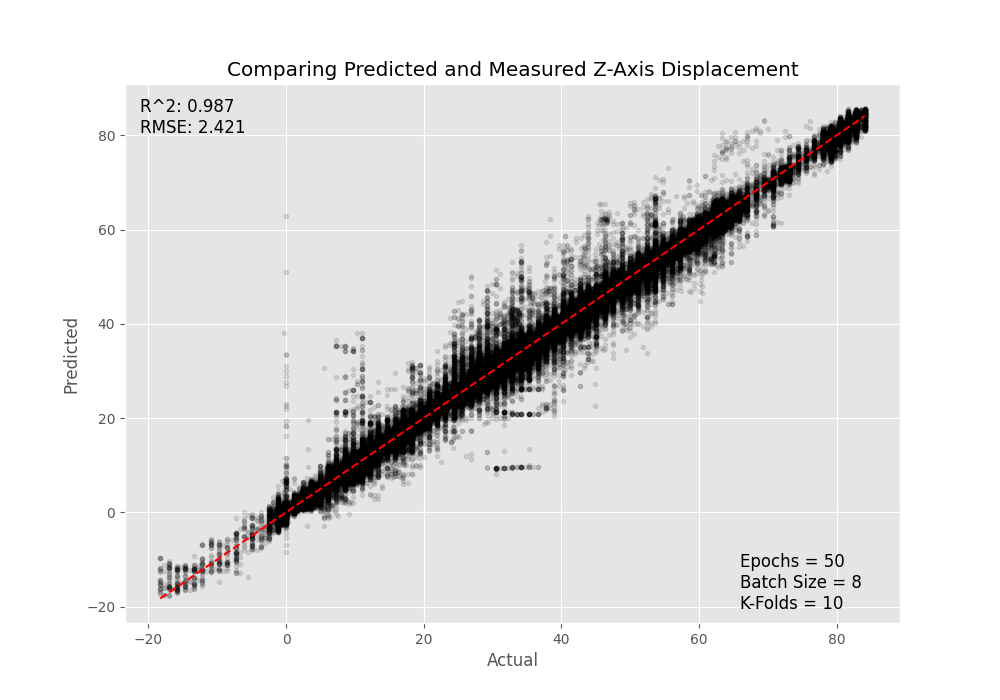 Comparing Predicted and Measured Z-Axis Displacement
R^2: 0.987
RMSE: 2.421
80
60
40
20
0
−20
Predicted
Epochs = 50
Batch Size = 8
K-Folds = 10
−20 0 20 40 60 80
Actual